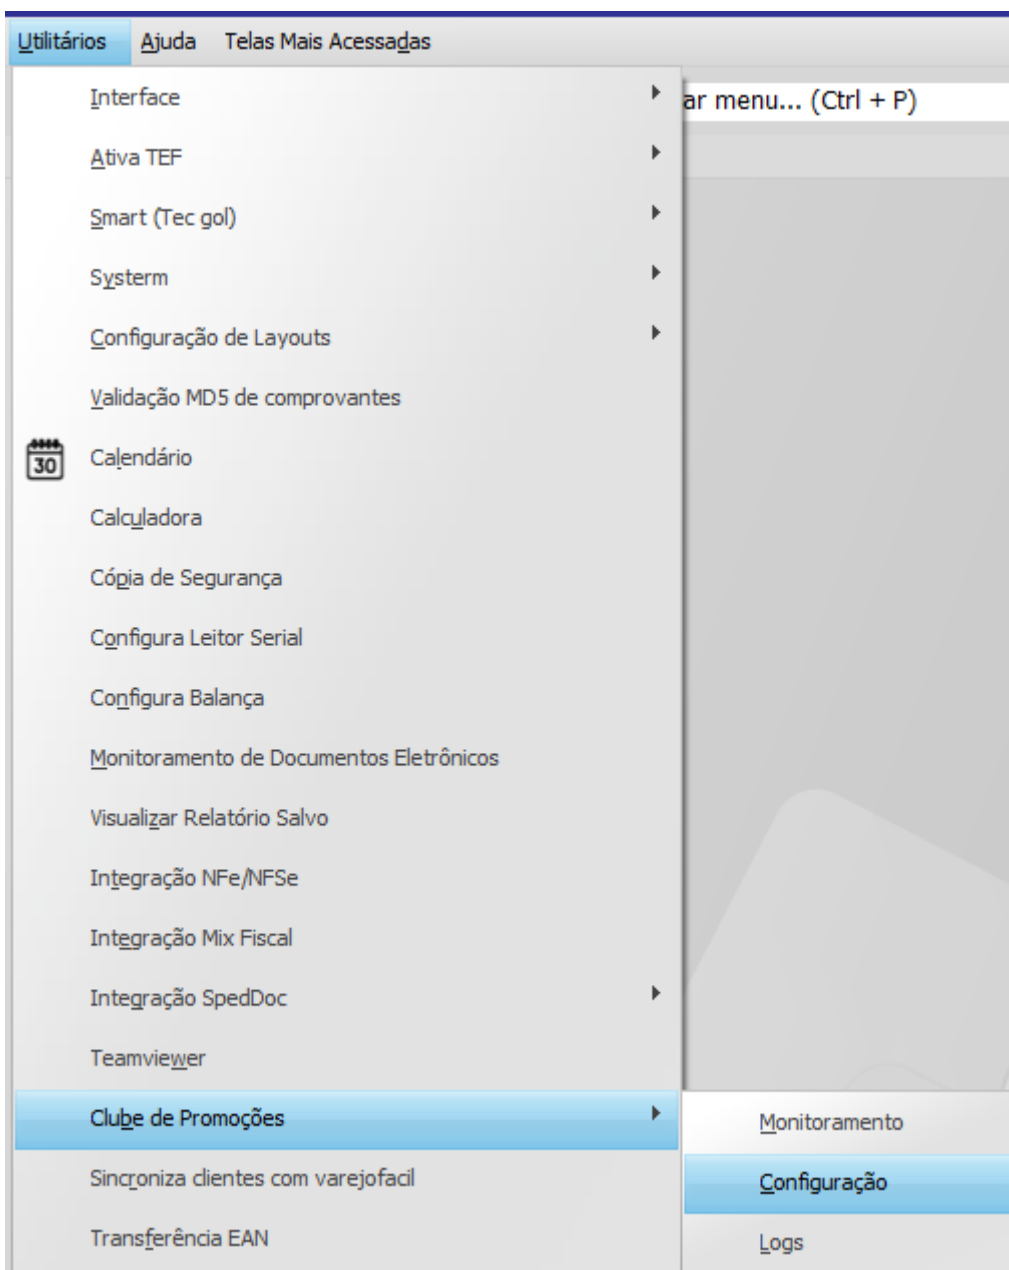 Utilitários Ajuda Telas Mais Acessadas
Interface
ar menu... (Ctrl + P)
Ativa TEF
Smart (Tec gol)
Systerm
Configuração de Layouts
Validação MD5 de comprovantes
30 Calendário
Calculadora
Cópia de Segurança
Configura Leitor Serial
Configura Balança
Monitoramento de Documentos Eletrônicos
Visualizar Relatório Salvo
Integração NFe/NFSe
Integração Mix Fiscal
Integração SpedDoc
Teamviewer
Clube de Promoções
Monitoramento
Sincroniza clientes com varejofacil
Configuração
Transferência EAN
Logs